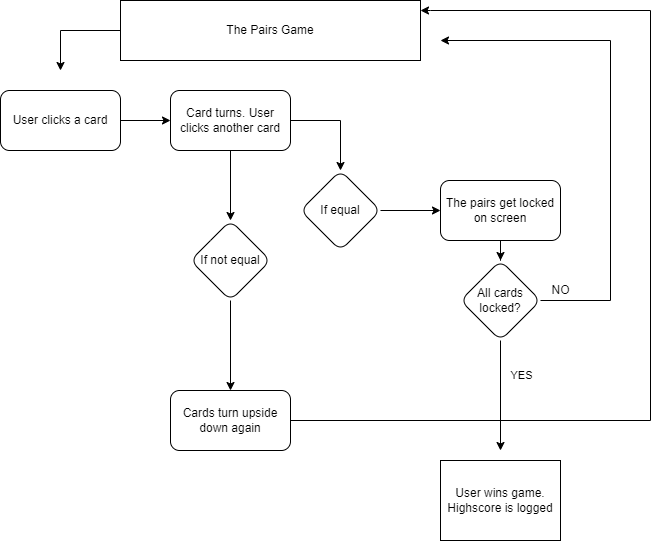 The Pairs Game
User clicks a card
Card turns. User
clicks another card
If equal
The pairs get locked
on screen
If not equal
All cards
locked?
NO
YES
Cards turn upside
down again
User wins game.
Highscore is logged